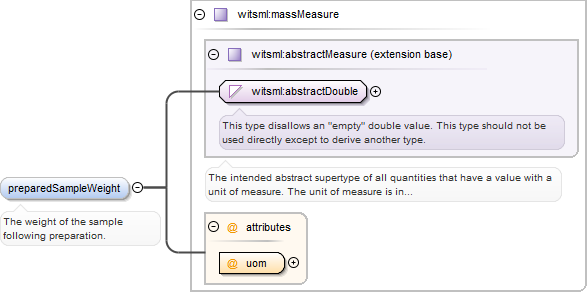 witsml:massMeasure
witsml:abstractMeasure (extension base)
witsml:abstractDouble
This type disallows an "empty" double value. This type should not be
used directly except to derive another type.
The intended abstract supertype of all quantities that have a value with a
unit of measure. The unit of measure is in...
preparedSampleWeight
The weight of the sample
following preparation.
@ attributes
@ uom